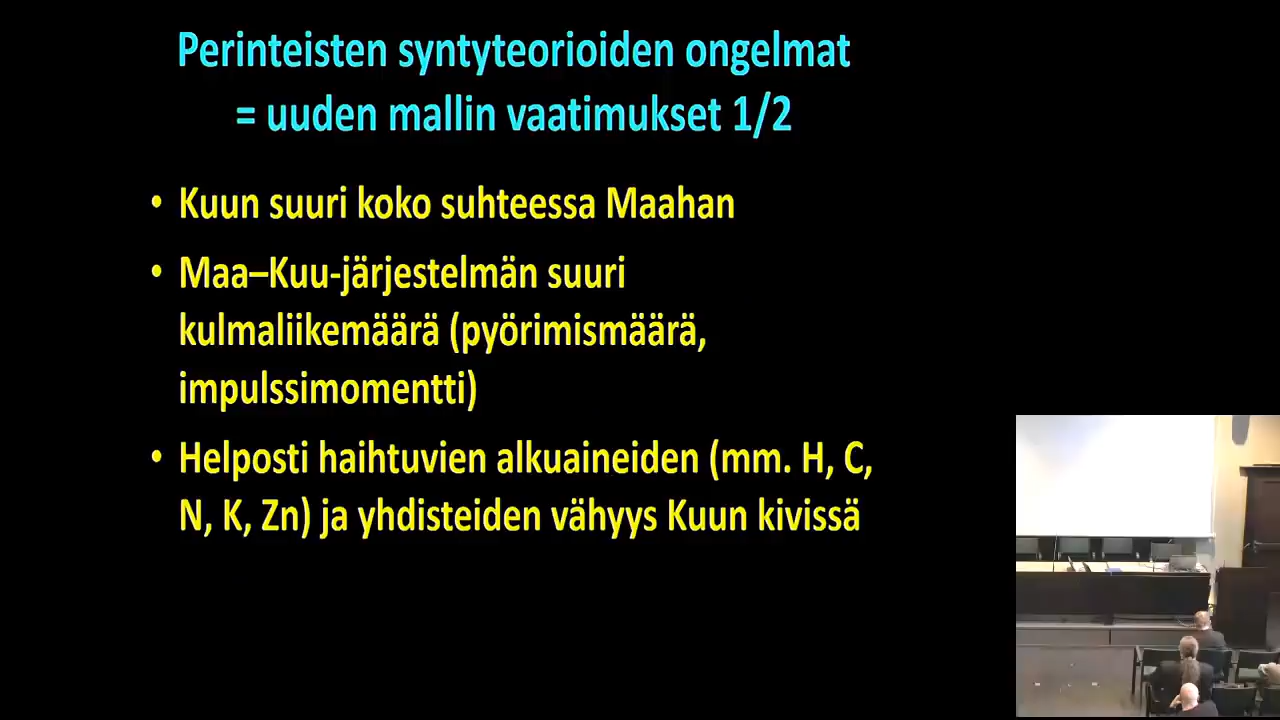 Perinteisten syntyteorioiden ongelmat
= uuden mallin vaatimukset 1/2
• Kuun suuri koko suhteessa Maahan
• Maa–Kuu-järjestelmän suuri
kulmaliikemäärä (pyörimismäärä,
impulssimomentti)
• Helposti haihtuvien alkuaineiden (mm. H, C,
N, K, Zn) ja yhdisteiden vähyys Kuun kivissä